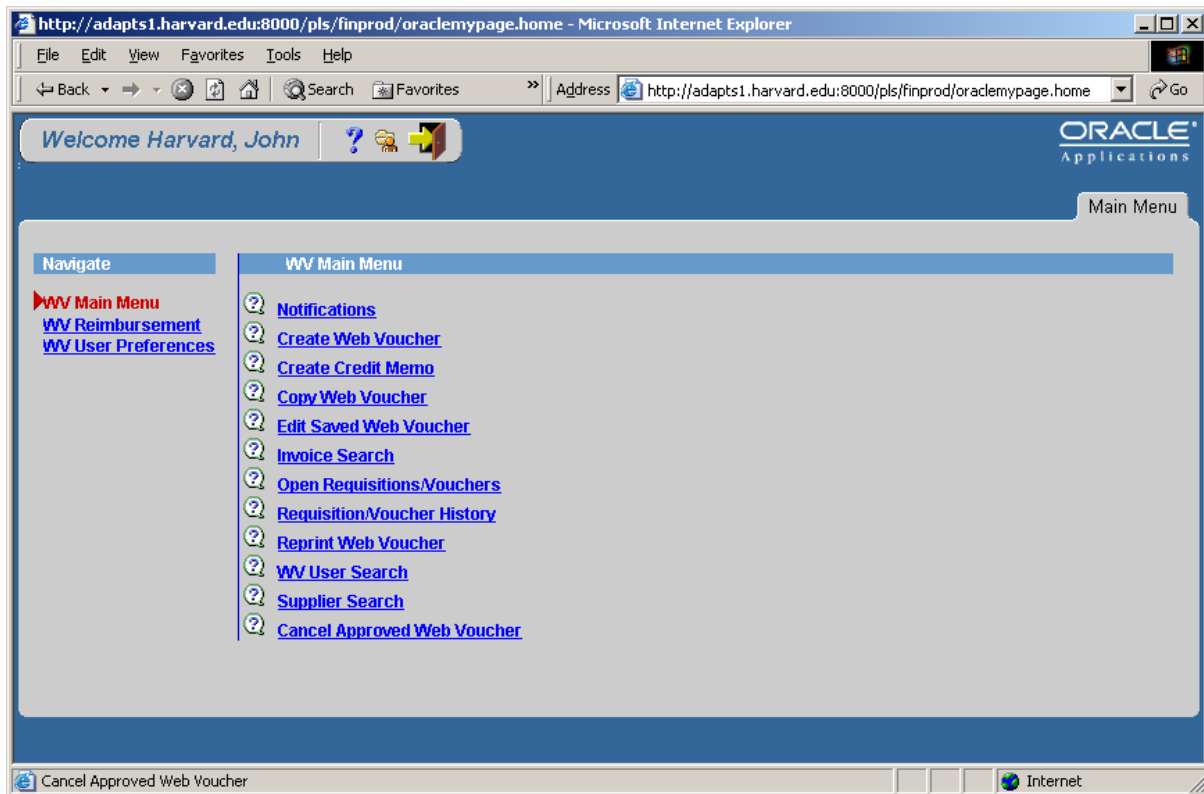 http://adapts1.harvard.edu:8000/pls/finprod/oraclemypage.home - Microsoft Internet Explorer
File Edit View Favorites Tools Help
Back Search Favorites » Address http://adapts1.harvard.edu:8000/pls/finprod/oraclemypage.home Go
Welcome Harvard, John
ORACLE
Applications
Main Menu
Navigate
WV Main Menu
WV Reimbursement
WV User Preferences
WV Main Menu
Notifications
Create Web Voucher
Create Credit Memo
Copy Web Voucher
Edit Saved Web Voucher
Invoice Search
Open Requisitions/Vouchers
Requisition/Voucher History
Reprint Web Voucher
WV User Search
Supplier Search
Cancel Approved Web Voucher
Cancel Approved Web Voucher Internet